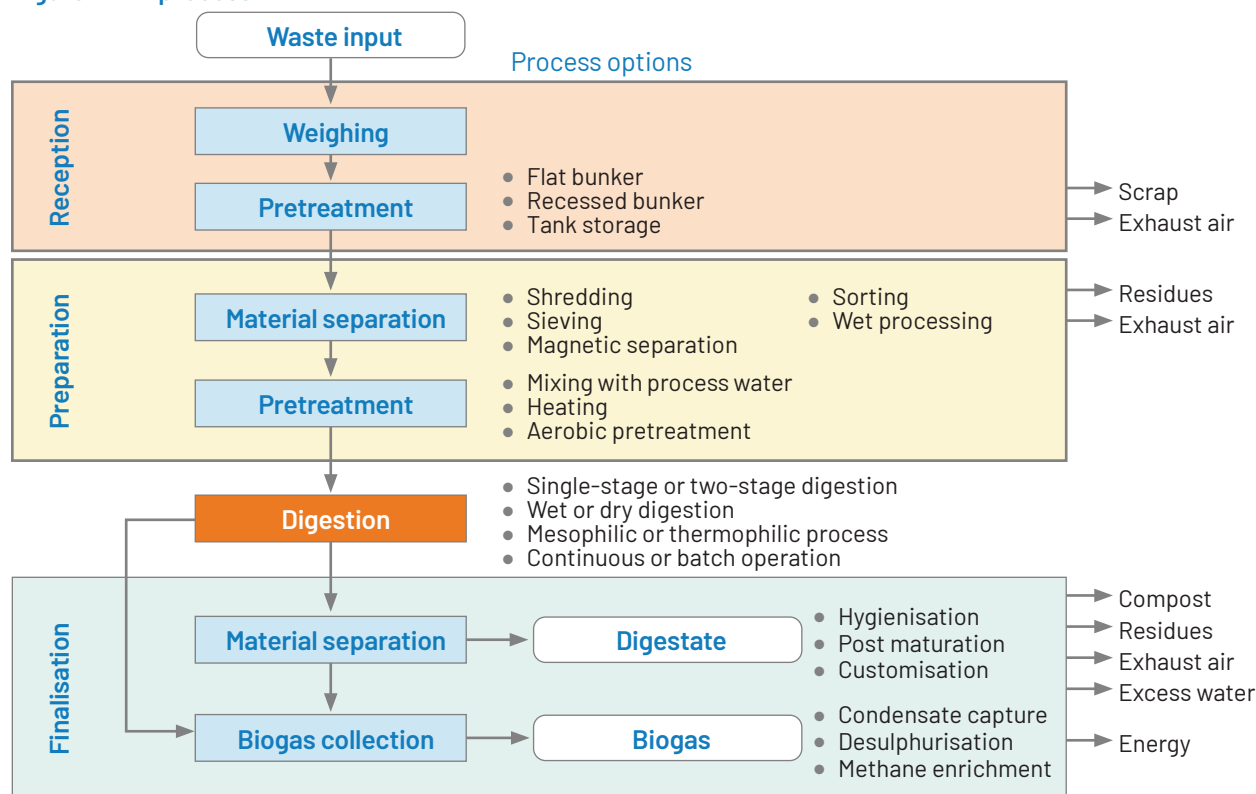 Waste input
Process options
Reception
Weighing
Pretreatment
Flat bunker
Recessed bunker
Tank storage
Scrap
Exhaust air
Preparation
Material separation
Shredding
Sieving
Magnetic separation
Sorting
Wet processing
Residues
Exhaust air
Pretreatment
Mixing with process water
Heating
Aerobic pretreatment
Digestion
Single-stage or two-stage digestion
Wet or dry digestion
Mesophilic or thermophilic process
Continuous or batch operation
Finalisation
Material separation
Digestate
Hygienisation
Post maturation
Customisation
Compost
Residues
Exhaust air
Excess water
Biogas collection
Biogas
Condensate capture
Desulphurisation
Methane enrichment
Energy